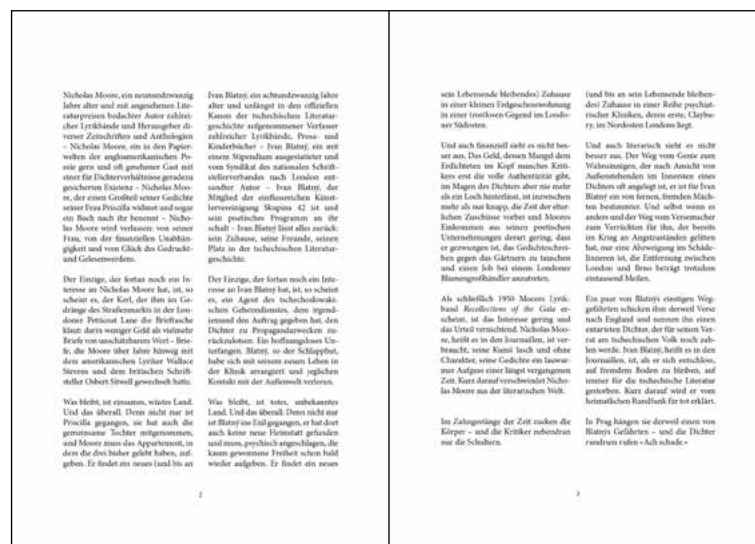 Nicholas Moore, ein neunundzwanzig
Jahre alter und mit angesehenen Lite-
raturpreisen bedachter Autor zahlrei-
cher Lyrikbände und Herausgeber di-
verser Zeitschriften und Anthologien
– Nicholas Moore, ein in den Papier-
welten der angloamerikanischen Po-
esie gern und oft gesehener Gast mit
einer für Dichterverhältnisse geradezu
gesicherten Existenz – Nicholas Moo-
re, der einen Großteil seiner Gedichte
seiner Frau Priscilla widmet und sogar
ein Buch nach ihr benennt – Nicho-
las Moore wird verlassen: von seiner
Frau, von der finanziellen Unabhän-
gigkeit und vom Glück des Gedruckt-
und Gelesenwerdens.
Der Einzige, der fortan noch ein In-
teresse an Nicholas Moore hat, ist, so
scheint es, der Kerl, der ihm im Ge-
dränge des Straßenmarkts in der Lon-
doner Petticoat Lane die Brieftasche
klaut: darin weniger Geld als vielmehr
Briefe von unschätzbarem Wert – Brie-
fe, die Moore über Jahre hinweg mit
dem amerikanischen Lyriker Wallace
Stevens und dem britischen Schrift-
steller Osbert Sitwell gewechselt hatte.
Was bleibt, ist einsames, wüstes Land.
Und das überall. Denn nicht nur ist
Priscilla gegangen, sie hat auch die
gemeinsame Tochter mitgenommen,
und Moore muss das Appartement, in
dem die drei bisher gelebt haben, auf-
geben. Er findet ein neues (und bis an
Ivan Blatný, ein achtundzwanzig Jahre
alter und unlängst in den offiziellen
Kanon der tschechischen Literatur-
geschichte aufgenommener Verfasser
zahlreicher Lyrikbände, Prosa- und
Kinderbücher – Ivan Blatný, ein mit
einem Stipendium ausgestatteter und
vom Syndikat des nationalen Schrift-
stellerverbandes nach London ent-
sandter Autor – Ivan Blatný, der
Mitglied der einflussreichen Künst-
lervereinigung Skupina 42 ist und ihr
sein poetisches Programm an ihr
schalt – Ivan Blatný lässt alles zurück:
sein Zuhause, seine Freunde, seinen
Platz in der tschechischen Literatur-
geschichte.
Der Einzige, der fortan noch ein Inte-
resse an Ivan Blatný hat, ist, so scheint
es, ein Agent des tschechoslowaki-
schen Geheimdienstes, dem irgend-
jemand den Auftrag gegeben hat, den
Dichter zu Propagandazwecken zu-
rückzulotsen. Ein hoffnungsloses Un-
terfangen. Blatný, so der Schlapphut,
habe sich mit seinem neuen Leben in
der Klinik arrangiert und jeglichen
Kontakt mit der Außenwelt verloren.
Was bleibt, ist totes, unbekanntes
Land. Und das überall. Denn nicht nur
ist Blatný ins Exil gegangen, er hat dort
auch keine neue Heimstatt gefunden
und muss, psychisch angeschlagen, die
kaum gewonnene Freiheit schon bald
wieder aufgeben. Er findet ein neues
2
sein Lebensende bleibendes) Zuhause
in einer kleinen Erdgeschosswohnung
in einer trostlosen Gegend im Londo-
ner Südosten.
Und auch finanziell sieht es nicht bes-
ser aus. Das Geld, dessen Mangel dem
Erdichteten im Kopf manches Kriti-
kers erst die volle Authentizität gibt,
im Magen des Dichters aber nie mehr
als ein Loch hinterlässt, ist inzwischen
mehr als nur knapp, die Zeit der elter-
lichen Zuschüsse vorbei und Moores
Einkommen aus seinen poetischen
Unternehmungen derart gering, dass
er gezwungen ist, das Gedichteschrei-
ben gegen das Gärtnern zu tauschen
und einen Job bei einem Londoner
Blumengroßhändler anzutreten.
Als schließlich 1950 Moores Lyrik-
band Recollections of the Gala er-
scheint, ist das Interesse gering und
das Urteil vernichtend. Nicholas Moo-
re, heißt es in den Journaillen, ist ver-
braucht, seine Kunst lasch und ohne
Charakter, seine Gedichte ein lauwar-
mer Aufguss einer längst vergangenen
Zeit. Kurz darauf verschwindet Nicho-
las Moore aus der literarischen Welt.
Im Zahngestänge der Zeit zucken die
Körper – und die Kritiker nebendran
nur die Schultern.
(und bis an sein Lebensende bleiben-
des) Zuhause in einer Reihe psychiat-
rischer Kliniken, deren erste, Claybu-
ry, im Nordosten Londons liegt.
Und auch literarisch sieht es nicht
besser aus. Der Weg vom Genie zum
Wahnsinnigen, der nach Ansicht von
Außenstehenden im Innersten eines
Dichters oft angelegt ist, er ist für Ivan
Blatný ein von fernen, fremden Mäch-
ten bestimmter. Und selbst wenn es
anders und der Weg vom Versemacher
zum Verrückten für ihn, der bereits
im Krieg an Angstzuständen gelitten
hat, nur eine Abzweigung im Schäde-
linneren ist, die Entfernung zwischen
London und Brno beträgt trotzdem
eintausend Meilen.
Ein paar von Blatnýs einstigen Weg-
gefährten schicken ihm derweil Verse
nach England und nennen ihn einen
entarteten Dichter, der für seinen Ver-
rat am tschechischen Volk noch zah-
len werde. Ivan Blatný, heißt es in den
Journaillen, ist, als er sich entschloss,
auf fremdem Boden zu bleiben, auf
immer für die tschechische Literatur
gestorben. Kurz darauf wird er vom
heimatlichen Rundfunk für tot erklärt.
In Prag hängen sie derweil einen von
Blatnýs Gefährten – und die Dichter
rundrum rufen »Ach schade.«
3